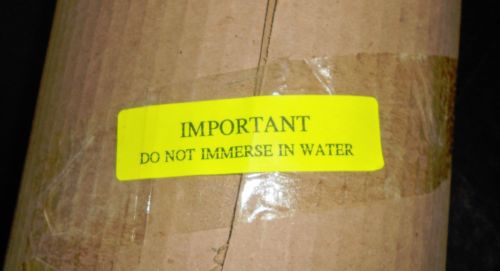 IMPORTANT
DO NOT IMMERSE IN WATER